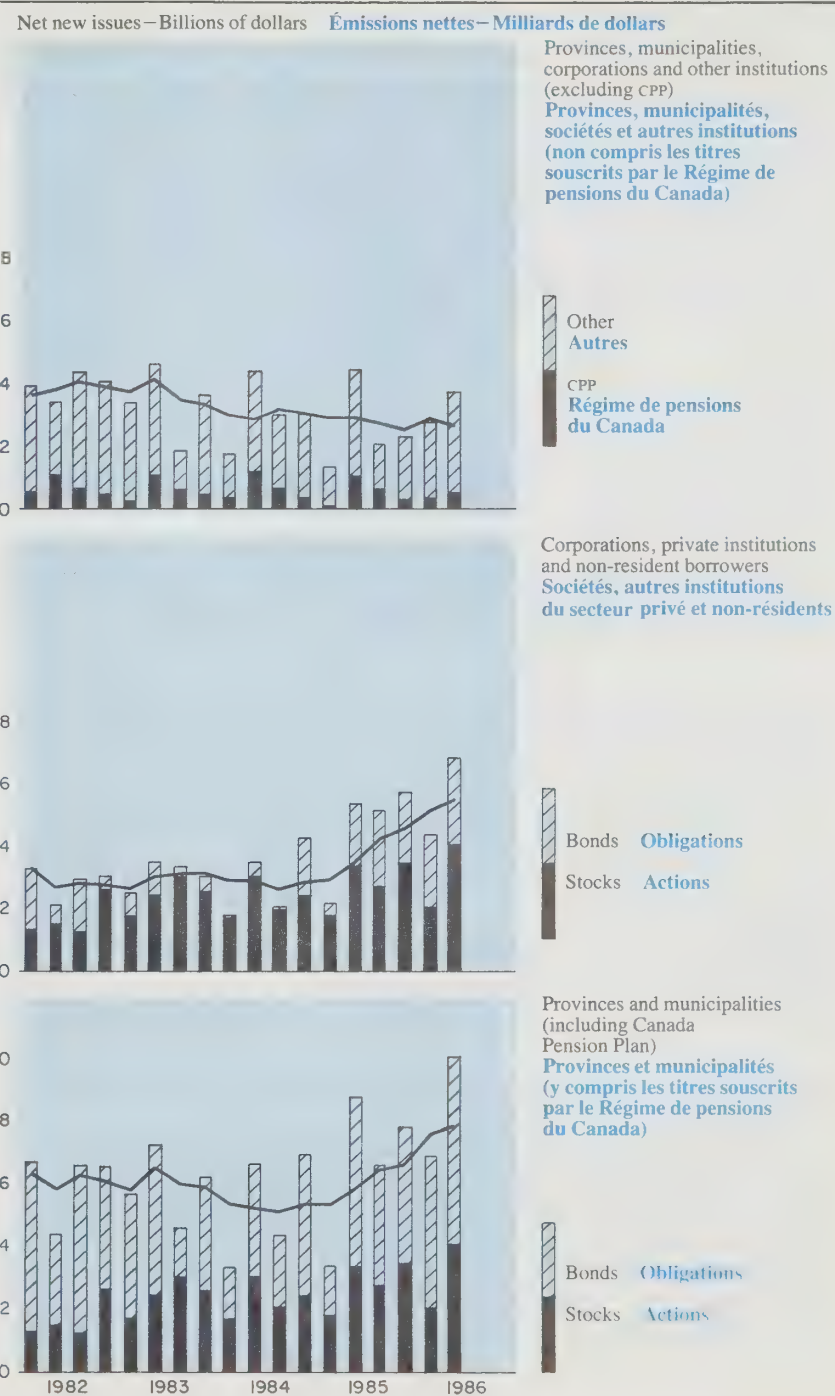 Net new issues—Billions of dollars Émissions nettes—Milliards de dollars
Provinces, municipalities,
corporations and other institutions
(excluding CPP)
Provinces, municipalités,
sociétés et autres institutions
(non compris les titres
souscrits par le Régime de
pensions du Canada)
8
6
4
2
0
Other
Autres
CPP
Régime de pensions
du Canada
Corporations, private institutions
and non-resident borrowers
Sociétés, autres institutions
du secteur privé et non-résidents
8
6
4
2
0
Bonds Obligations
Stocks Actions
Provinces and municipalities
(including Canada
Pension Plan)
Provinces et municipalités
(y compris les titres souscrits
par le Régime de pensions
du Canada)
0
8
6
4
2
0
Bonds Obligations
Stocks Actions
1982 1983 1984 1985 1986